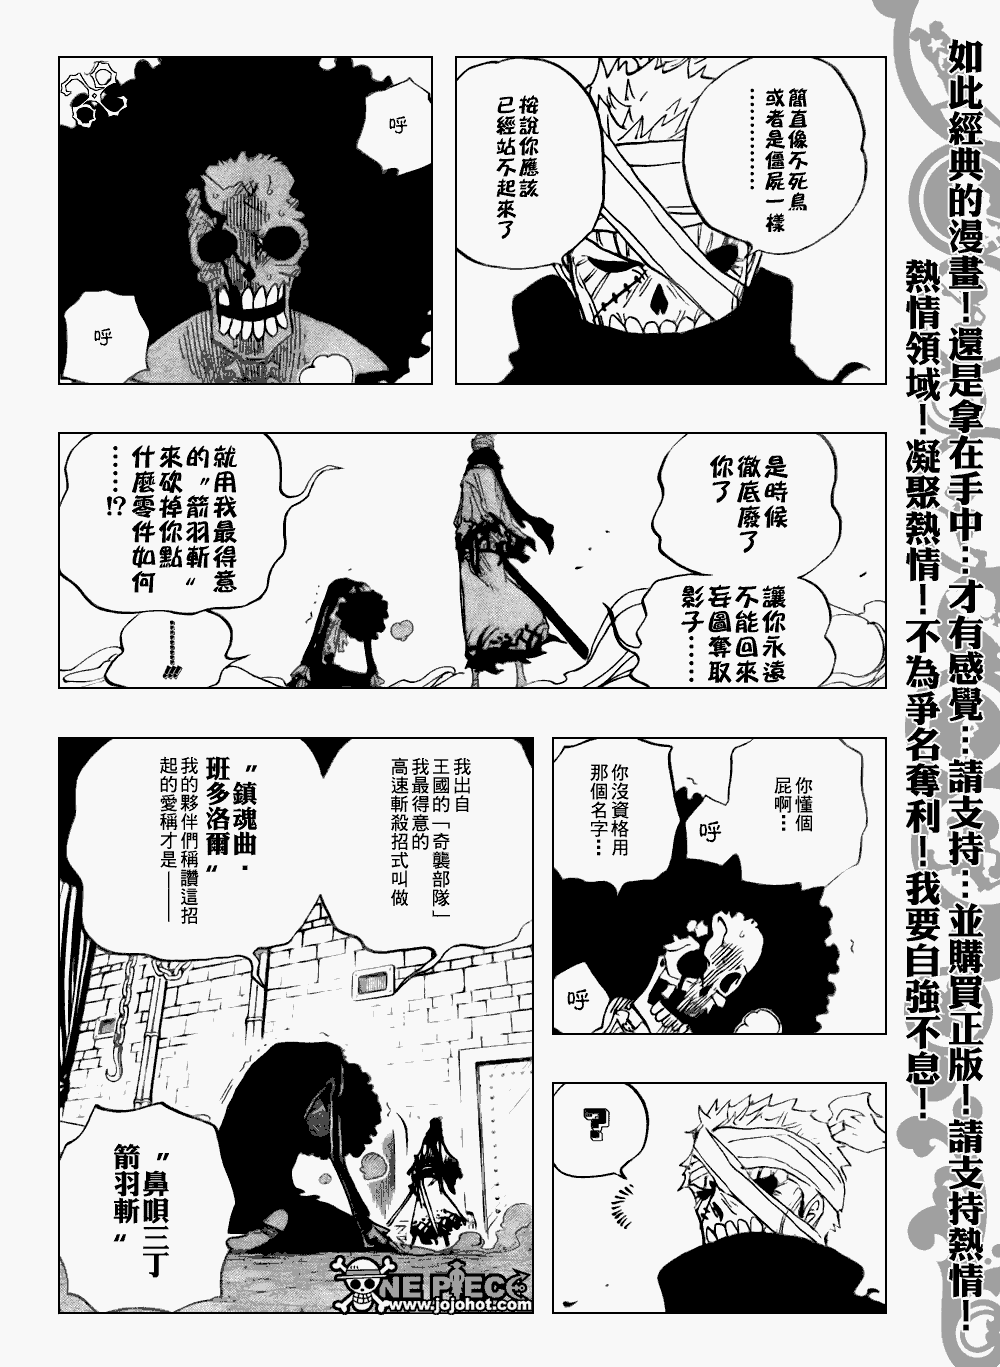 如此經典的漫畫！還是拿在手中…才有感覺…請支持…並購買正版！請支持熱情！
熱情領域！凝聚熱情！不為爭名奪利！我要自強不息！
簡直像不死鳥
或者是僵屍一樣
…………
按說你應該
已經站不起來了
呼
呼
是時候
徹底廢了
你了
讓你永遠
不能回來
妄圖奪取
影子……
就用我最得意
的〝箭羽斬〞
來砍掉你點
什麼零件如何
……!?
…………!!!
你懂個
屁啊…
你沒資格用
那個名字…
呼
呼
?
我出自
王國的「奇襲部隊」
我最得意的
高速斬殺招式叫做
〝鎮魂曲·
班多洛爾〞
我的夥伴們稱讚這招
起的愛稱才是——
〝鼻唄三丁
箭羽斬〞
ONE PIECE
www.jojohot.com